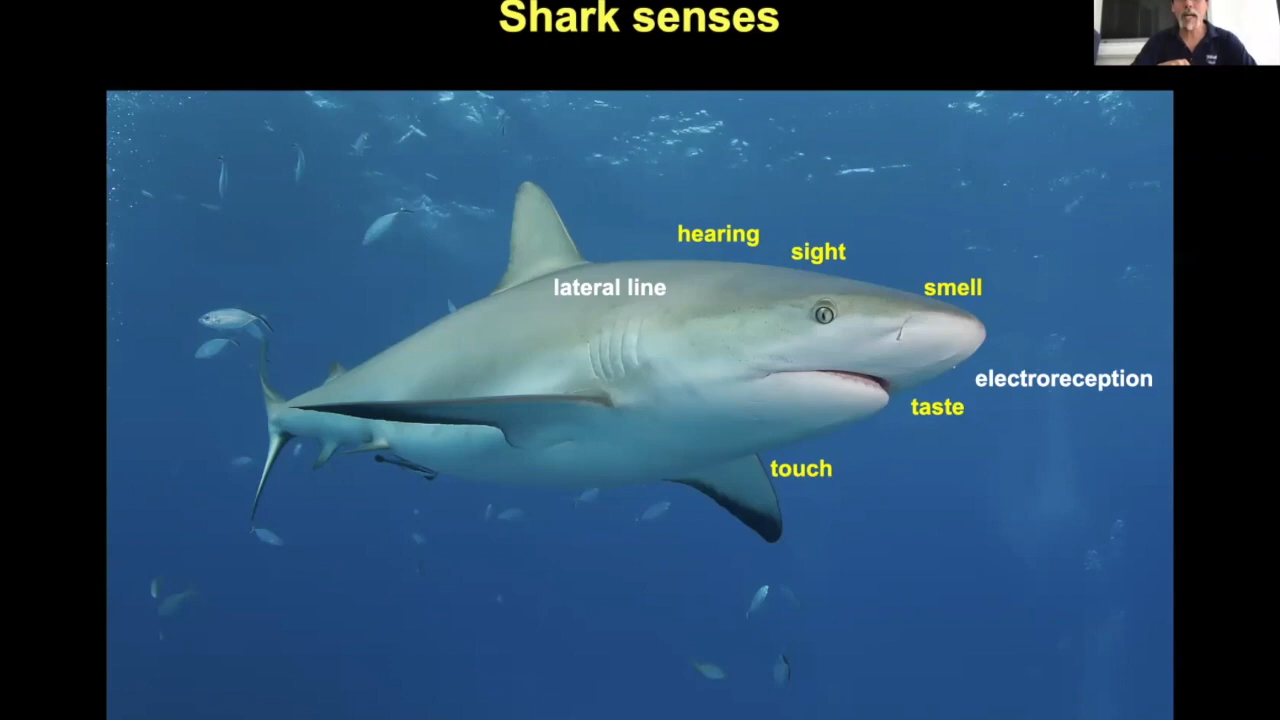 Shark senses
hearing
sight
lateral line
smell
electroreception
taste
touch